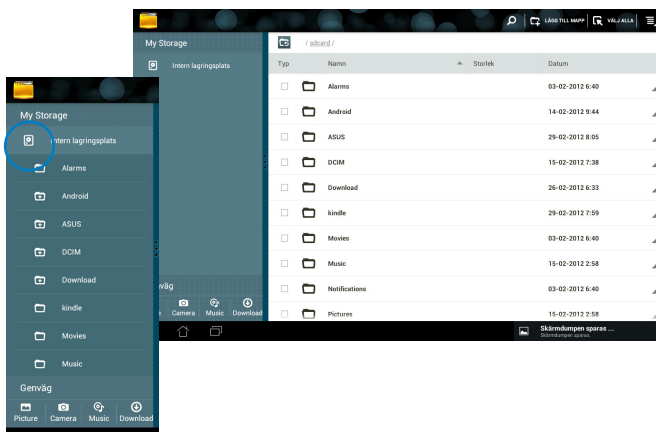 LÄGG TILL MAPP VÄLJ ALLA
My Storage
Intern lagringsplats
/ sdcard /
Typ Namn Storlek Datum
Alarms 03-02-2012 6:40
Android 14-02-2012 9:44
ASUS 29-02-2012 8:05
DCIM 15-02-2012 7:38
Download 26-02-2012 6:33
kindle 29-02-2012 7:59
Movies 03-02-2012 6:40
Music 15-02-2012 2:58
Notifications 03-02-2012 6:40
Pictures 15-02-2012 2:58
väg
Camera Music Download
Skärmdumpen sparas ...
Skärmdumpen sparas.
My Storage
Intern lagringsplats
Alarms
Android
ASUS
DCIM
Download
kindle
Movies
Music
Genväg
Picture Camera Music Download